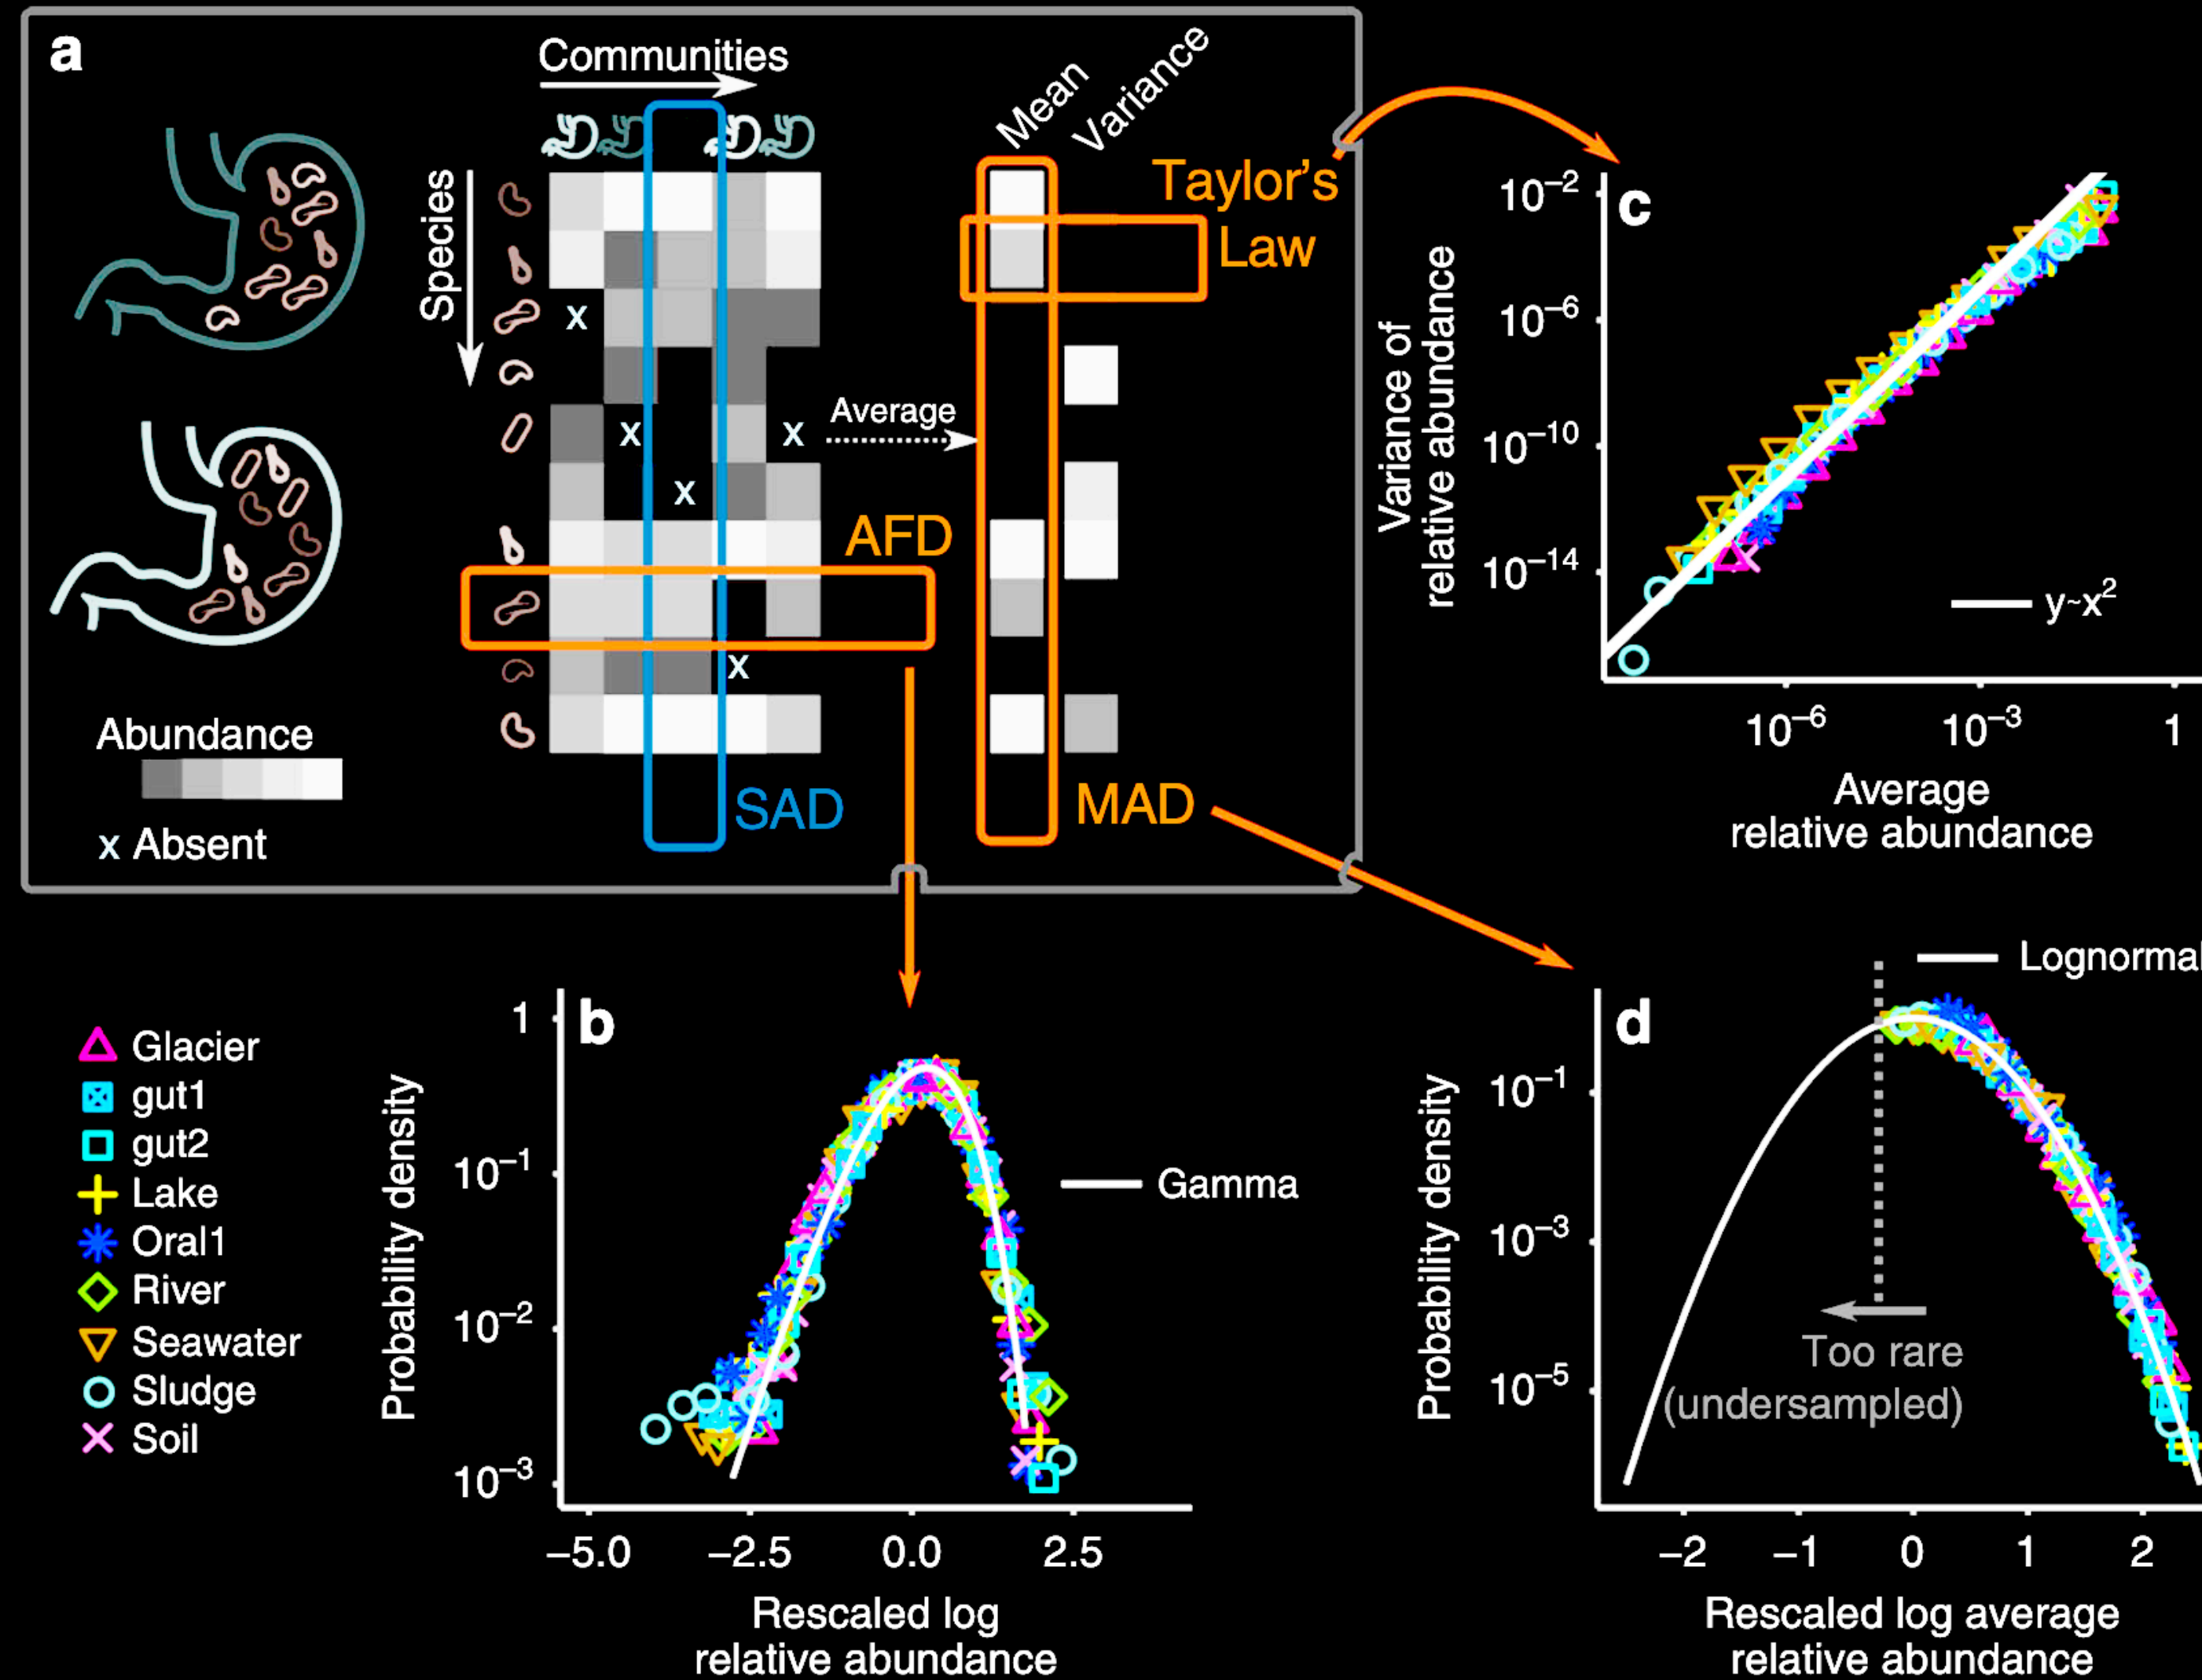 a
Communities
Species
Mean
Variance
Taylor's
Law
x
x
x
x
x
Average
AFD
SAD
MAD
Abundance
x Absent
c
Variance of
relative abundance
10⁻²
10⁻⁶
10⁻¹⁰
10⁻¹⁴
y~x²
10⁻⁶ 10⁻³ 1
Average
relative abundance
Glacier
gut1
gut2
Lake
Oral1
River
Seawater
Sludge
Soil
b
Probability density
1
10⁻¹
10⁻²
10⁻³
Gamma
−5.0 −2.5 0.0 2.5
Rescaled log
relative abundance
d
Lognormal
Probability density
10⁻¹
10⁻³
10⁻⁵
Too rare
(undersampled)
−2 −1 0 1 2
Rescaled log average
relative abundance